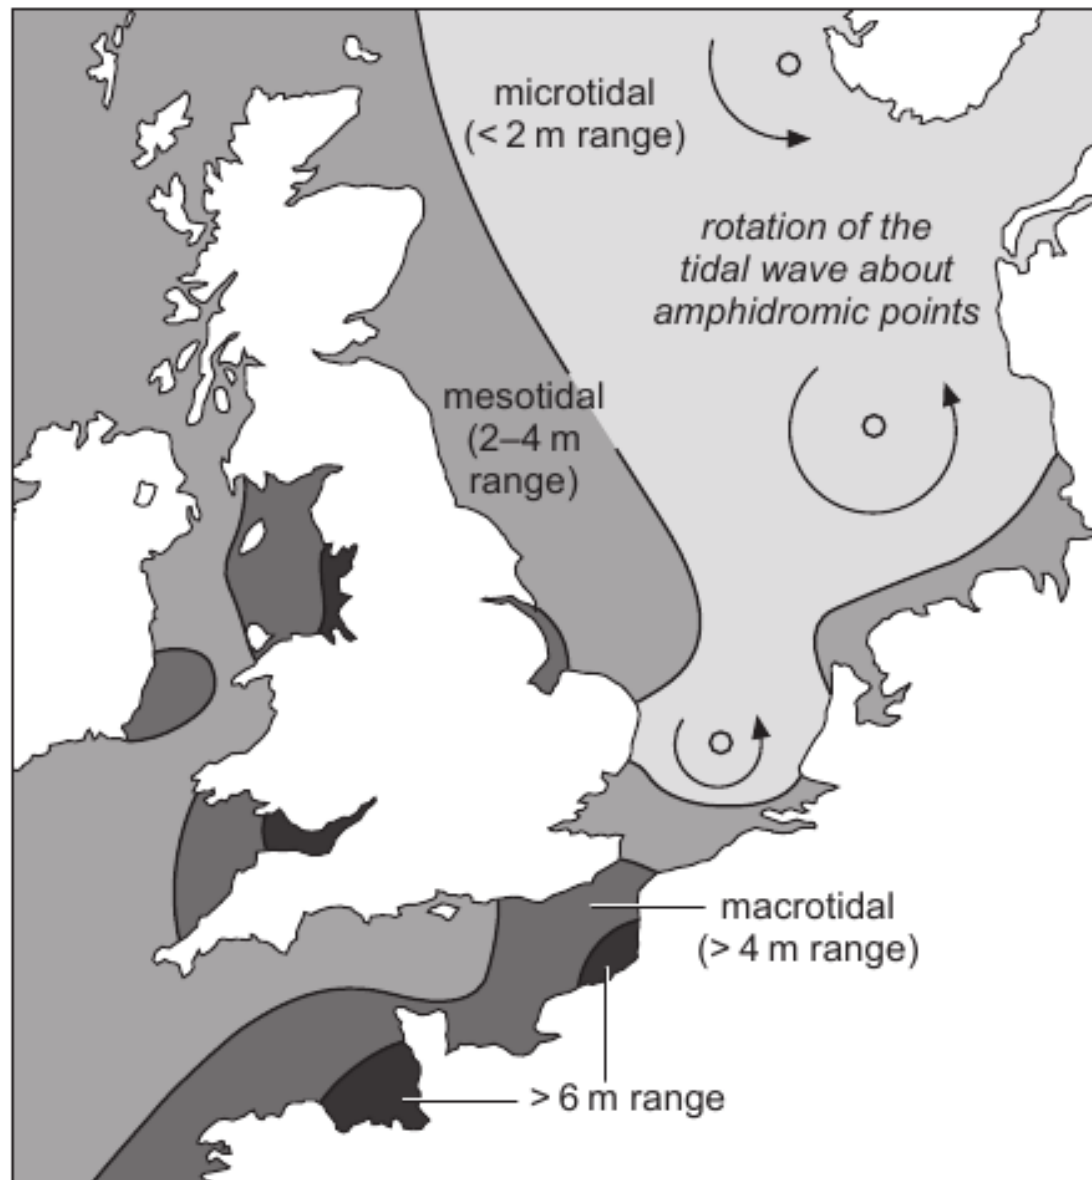 microtidal
(< 2 m range)
rotation of the
tidal wave about
amphidromic points
mesotidal
(2–4 m
range)
macrotidal
(> 4 m range)
> 6 m range